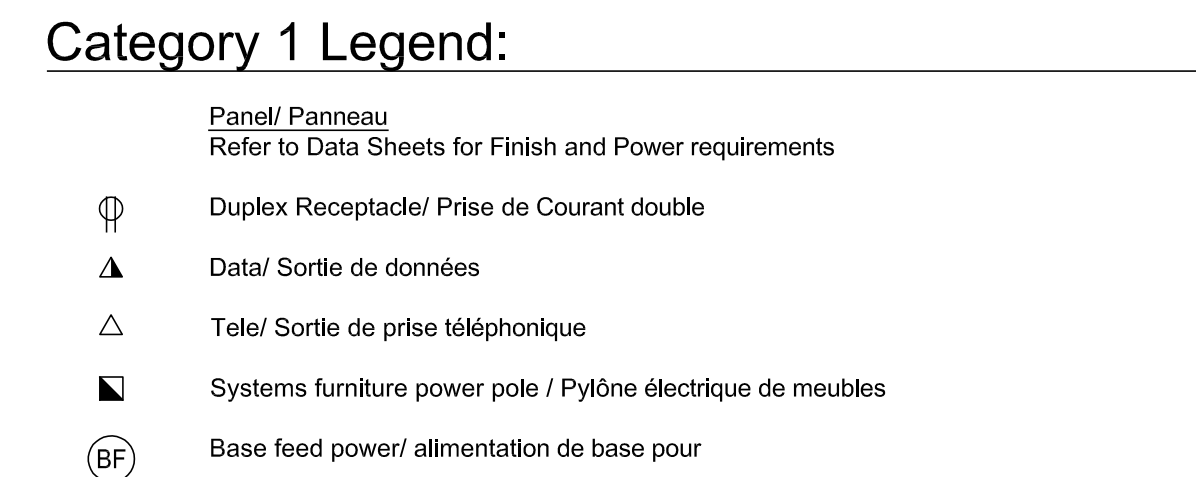 Category 1 Legend:
Panel/ Panneau
Refer to Data Sheets for Finish and Power requirements
Duplex Receptacle/ Prise de Courant double
Data/ Sortie de données
Tele/ Sortie de prise téléphonique
Systems furniture power pole / Pylône électrique de meubles
BF Base feed power/ alimentation de base pour